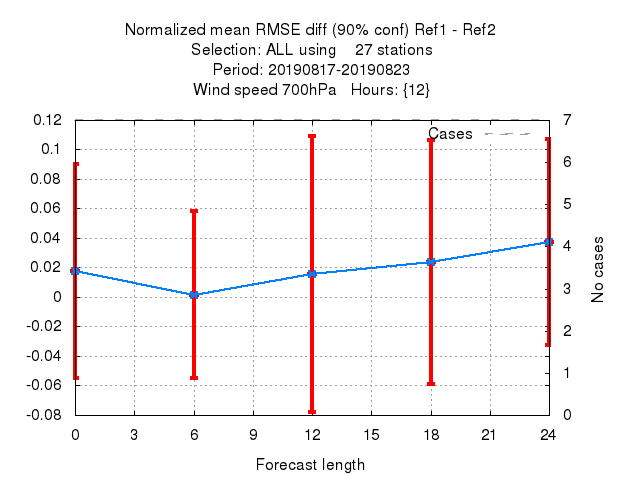 Normalized mean RMSE diff (90% conf) Ref1 - Ref2
Selection: ALL using    27 stations
Period: 20190817-20190823
Wind speed 700hPa   Hours: {12}
Cases
0.12
0.1
0.08
0.06
0.04
0.02
0
-0.02
-0.04
-0.06
-0.08
7
6
5
4
3
2
1
0
No cases
0 3 6 9 12 15 18 21 24
Forecast length